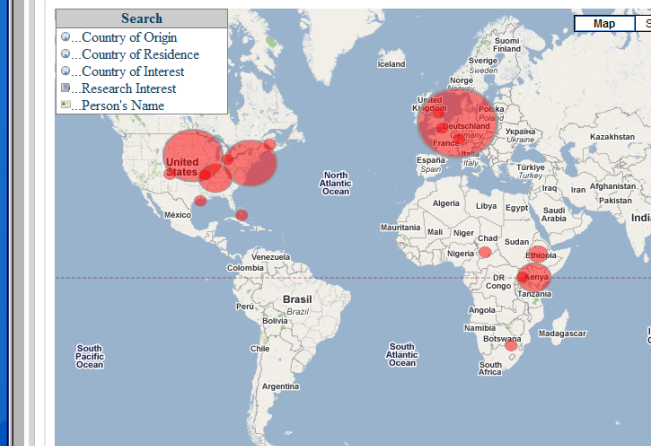 Search
...Country of Origin
...Country of Residence
...Country of Interest
...Research Interest
...Person's Name
Map
S
Iceland
Suomi
Finland
Sverige
Sweden
Norge
Norway
United
Kingdom
Polska
Poland
Deutschland
Germany
Україна
Ukraine
Kazakhstan
France
Italia
Italy
España
Spain
Türkiye
Turkey
Iraq
Iran
Afghanistan
Pakistan
Indi
United
States
North
Atlantic
Ocean
México
Algeria
Libya
Egypt
Saudi
Arabia
Mauritania
Mali
Niger
Chad
Sudan
Nigeria
Ethiopia
Venezuela
Colombia
DR
Congo
Kenya
Tanzania
Brasil
Brazil
Perú
Bolivia
Angola
Namibia
Botswana
Madagascar
South
Pacific
Ocean
Chile
South
Atlantic
Ocean
South
Africa
Argentina